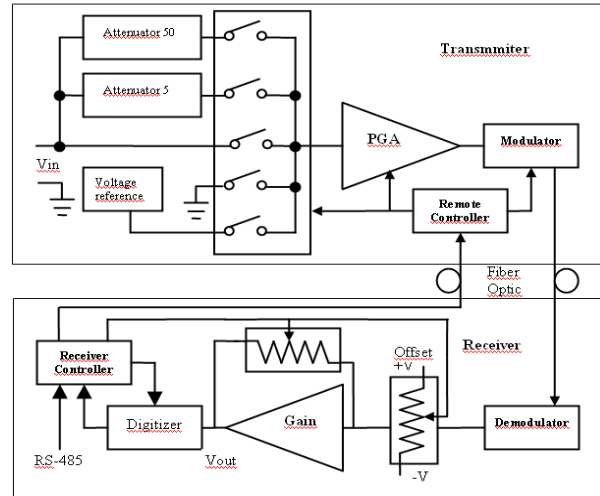 Attenuator 50
Transmmiter
Attenuator 5
PGA
Modulator
Vin
Voltage
reference
Remote
Controller
Fiber
Optic
Receiver
Offset
+V
Receiver
Controller
Gain
Digitizer
Demodulator
RS-485
Vout
-V